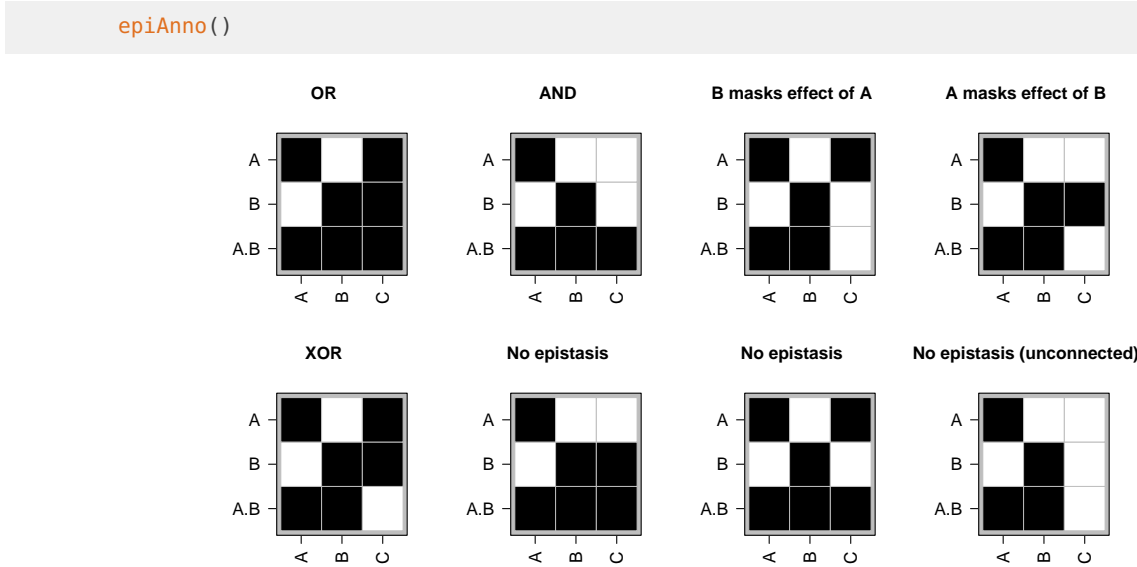 epiAnno()
OR AND B masks effect of A A masks effect of B
A A A A
B B B B
A.B A.B A.B A.B
A B C A B C A B C A B C
XOR No epistasis No epistasis No epistasis (unconnected)
A A A A
B B B B
A.B A.B A.B A.B
A B C A B C A B C A B C